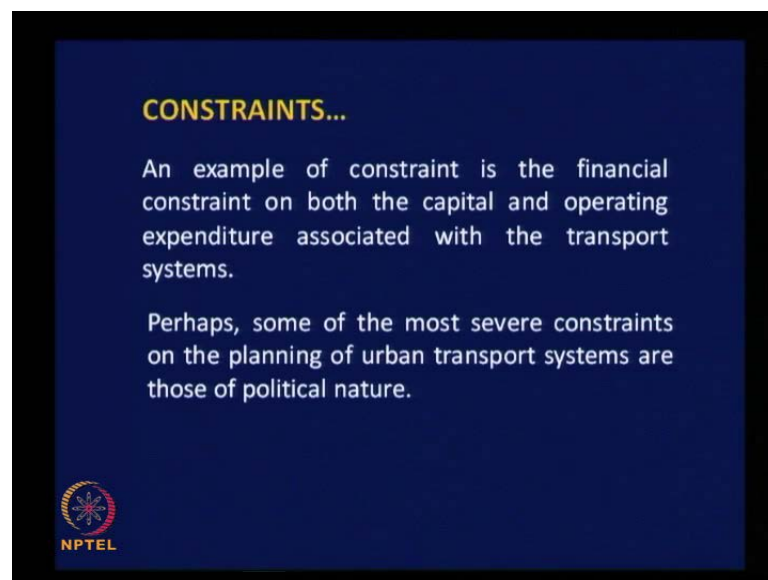 CONSTRAINTS...
An example of constraint is the financial
constraint on both the capital and operating
expenditure associated with the transport
systems.
Perhaps, some of the most severe constraints
on the planning of urban transport systems are
those of political nature.
NPTEL